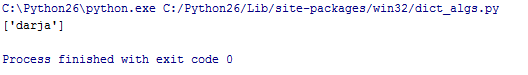 C:\Python26\python.exe C:/Python26/Lib/site-packages/win32/dict_algs.py
['darja']
Process finished with exit code 0